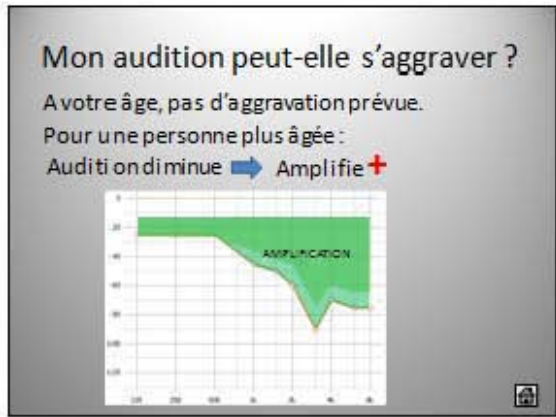 Mon audition peut-elle s'aggraver ?
A votre âge, pas d'aggravation prévue.
Pour une personne plus âgée :
Audition diminue Amplifie +
AMPLIFICATION